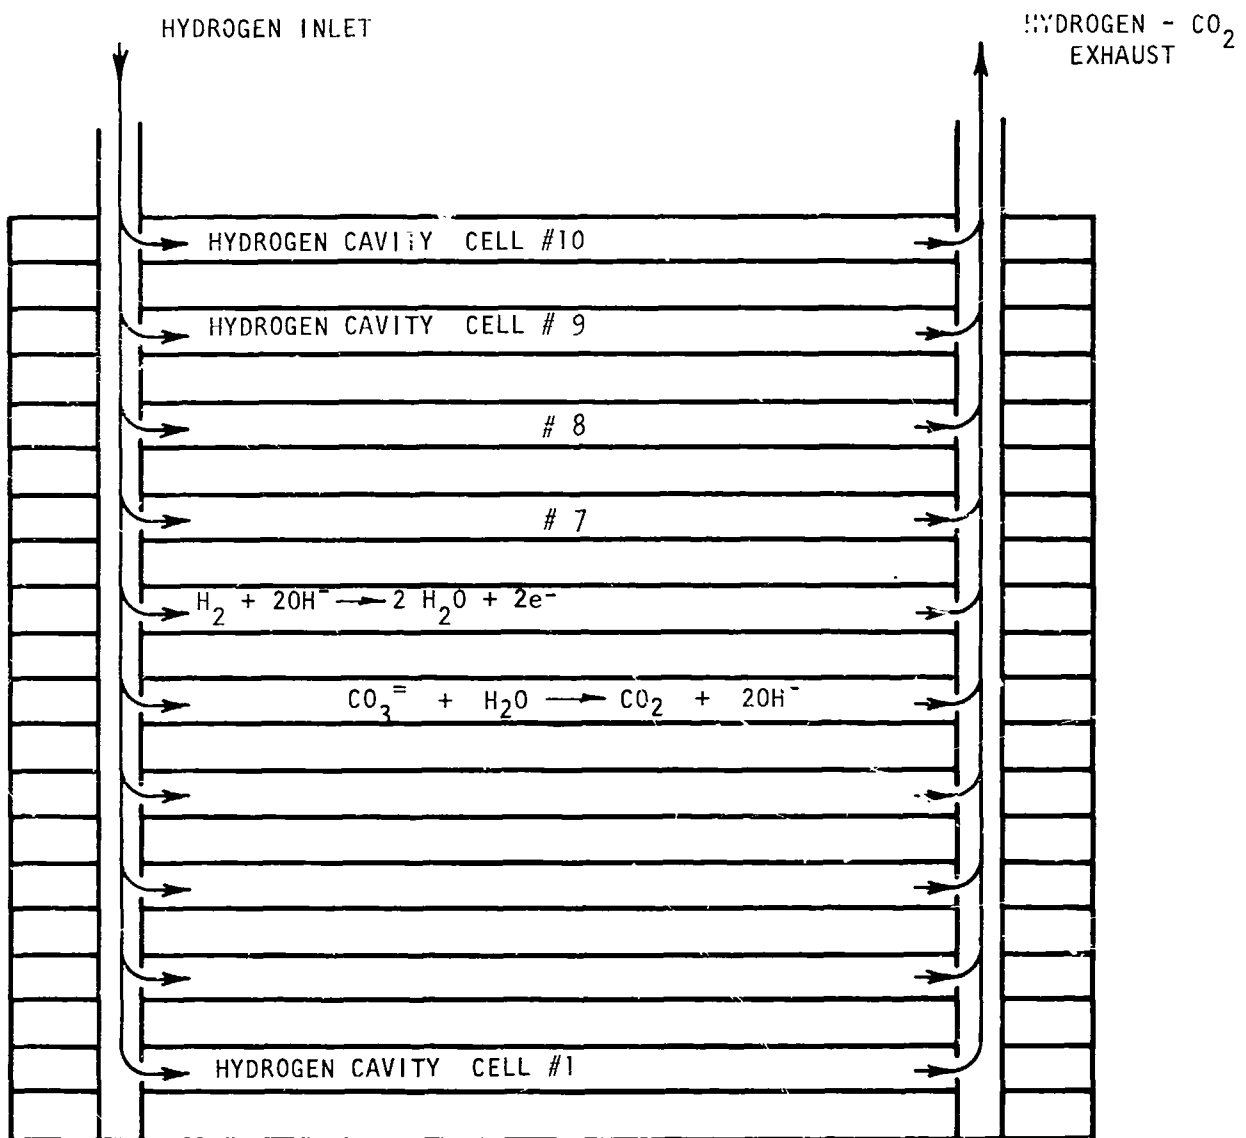 HYDROGEN INLET
HYDROGEN - CO₂
EXHAUST
HYDROGEN CAVITY CELL #10
HYDROGEN CAVITY CELL # 9
# 8
# 7
H₂ + 2OH⁻ → 2 H₂O + 2e⁻
CO₃⁼ + H₂O → CO₂ + 2OH⁻
HYDROGEN CAVITY CELL #1